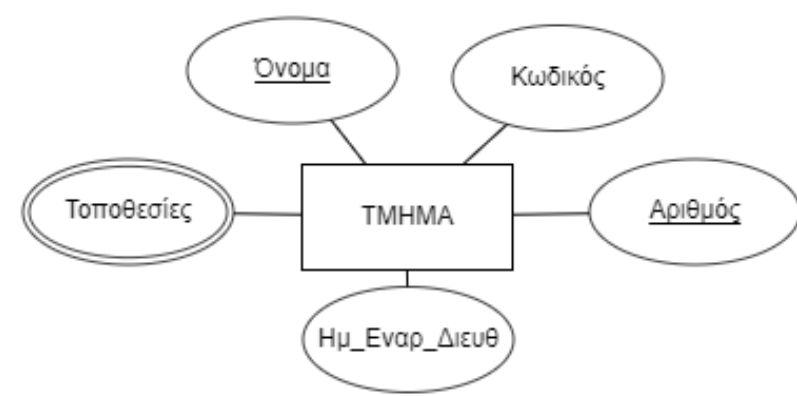 Όνομα
Κωδικός
Τοποθεσίες
ΤΜΗΜΑ
Αριθμός
Ημ_Εναρ_Διευθ